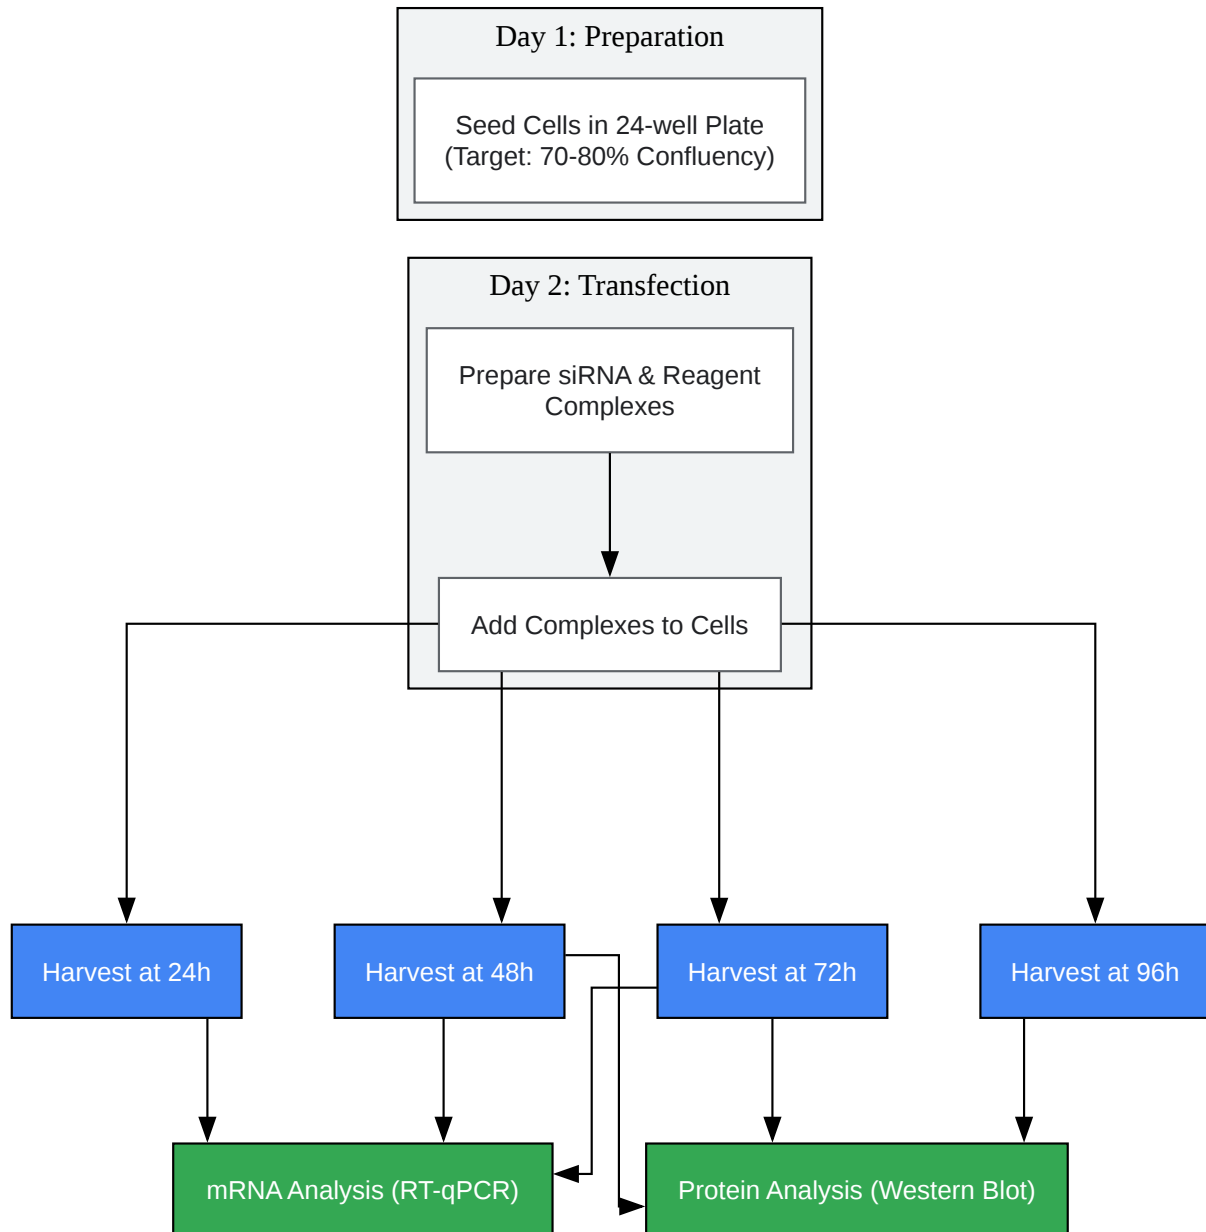 Day 1: Preparation
Seed Cells in 24-well Plate
(Target: 70-80% Confluency)
Day 2: Transfection
Prepare siRNA & Reagent
Complexes
Add Complexes to Cells
Harvest at 24h
Harvest at 48h
Harvest at 72h
Harvest at 96h
mRNA Analysis (RT-qPCR)
Protein Analysis (Western Blot)